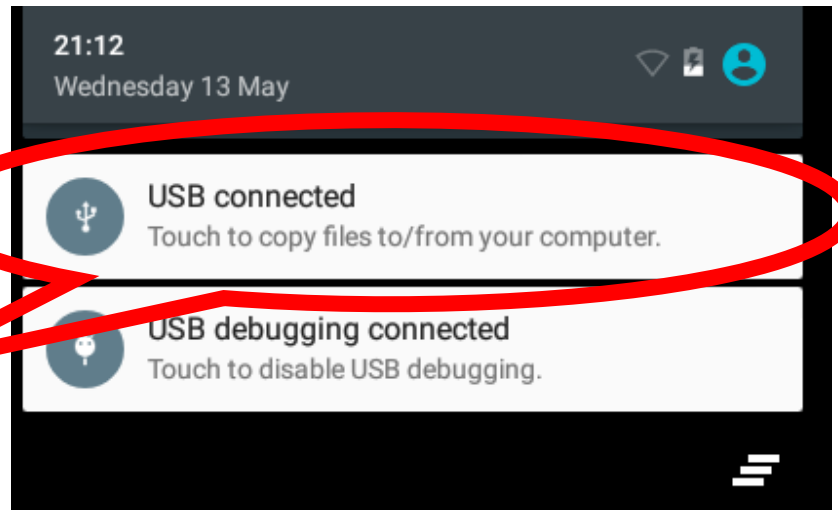 21:12
Wednesday 13 May
USB connected
Touch to copy files to/from your computer.
USB debugging connected
Touch to disable USB debugging.